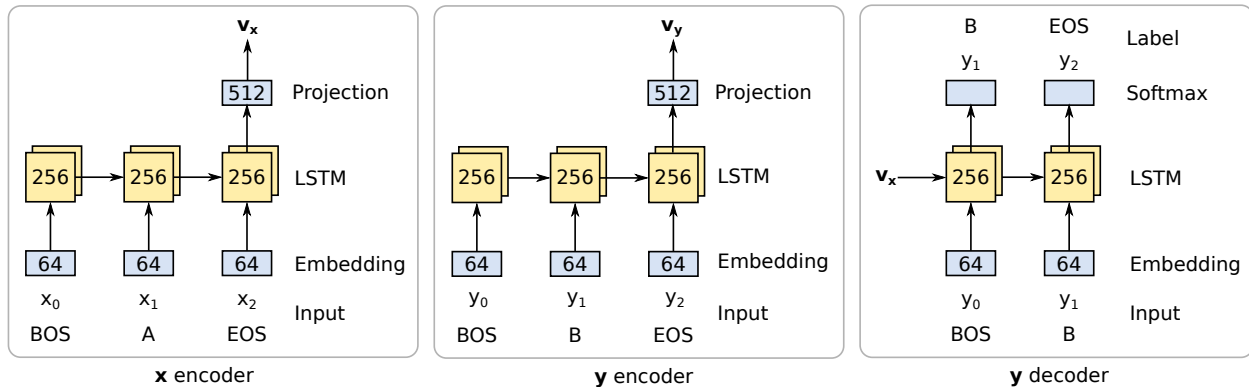 v_x
512 Projection
256 256 256 LSTM
64 64 64 Embedding
x_0 x_1 x_2 Input
BOS A EOS
x encoder
v_y
512 Projection
256 256 256 LSTM
64 64 64 Embedding
y_0 y_1 y_2 Input
BOS B EOS
y encoder
B EOS Label
y_1 y_2
Softmax
v_x 256 256 LSTM
64 64 Embedding
y_0 y_1 Input
BOS B
y decoder